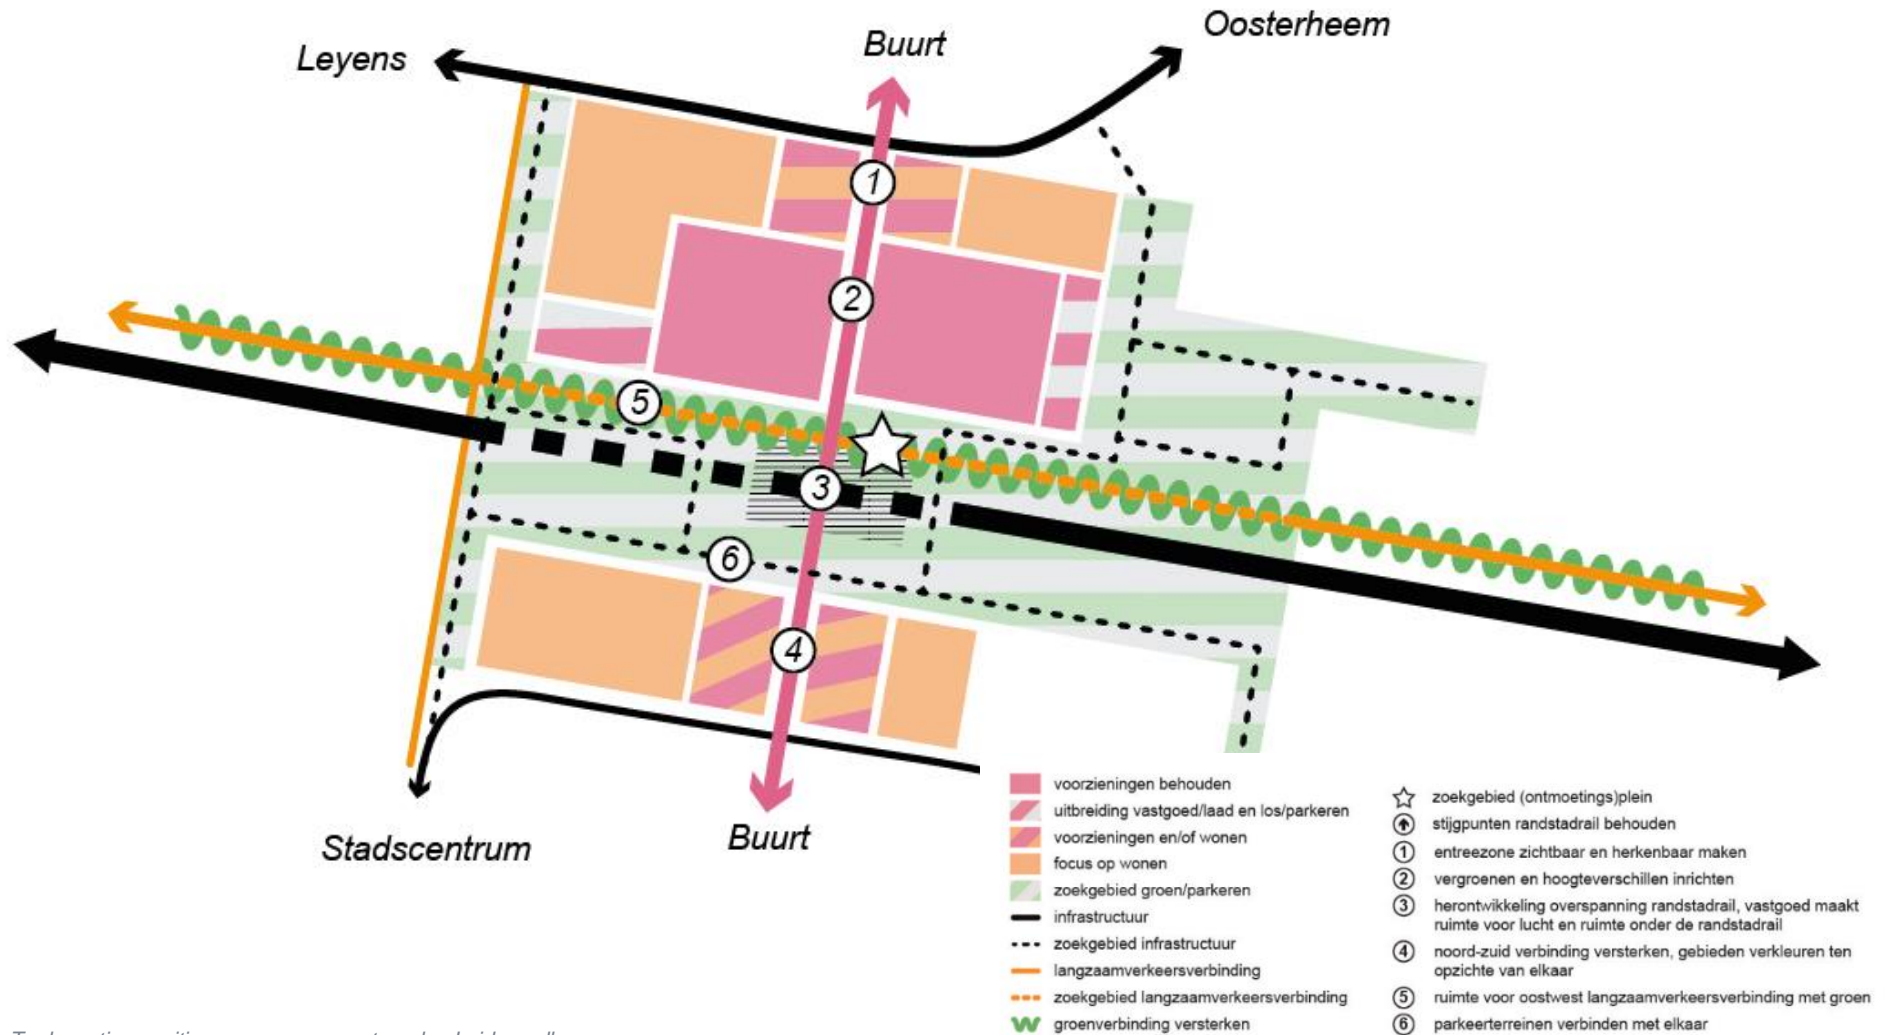 Oosterheem
Buurt
Leyens
1
2
5
3
6
4
Stadscentrum
Buurt
voorzieningen behouden
uitbreiding vastgoed/laad en los/parkeren
voorzieningen en/of wonen
focus op wonen
zoekgebied groen/parkeren
infrastructuur
zoekgebied infrastructuur
langzaamverkeersverbinding
zoekgebied langzaamverkeersverbinding
groenverbinding versterken
zoekgebied (ontmoetings)plein
stijgpunten randstadrail behouden
1 entreezone zichtbaar en herkenbaar maken
2 vergroenen en hoogteverschillen inrichten
3 herontwikkeling overspanning randstadrail, vastgoed maakt
ruimte voor lucht en ruimte onder de randstadrail
4 noord-zuid verbinding versterken, gebieden verkleuren ten
opzichte van elkaar
5 ruimte voor oostwest langzaamverkeersverbinding met groen
6 parkeerterreinen verbinden met elkaar